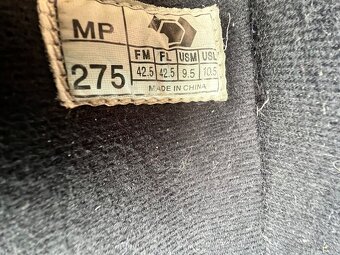 MP
FM FL USM USL
275 42.5 42.5 9.5 10.5
MADE IN CHINA